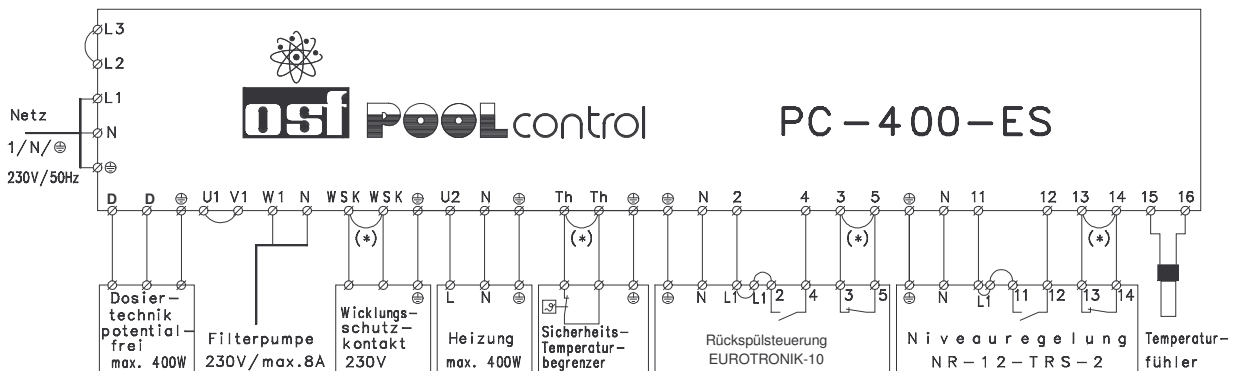 L3
L2
L1
N
Netz
1/N/⏚
230V/50Hz
osf POOL control
PC-400-ES
D D U1 V1 W1 N WSK WSK U2 N Th Th N 2 4 3 5 N 11 12 13 14 15 16
(*) (*) (*) (*)
L N N L1 L1 2 4 3 5 N L1 11 12 13 14
Dosier-
technik
potential-
frei
max. 400W
Filterpumpe
230V/max.8A
Wicklungs-
schutz-
kontakt
230V
Heizung
max. 400W
ϑ
Sicherheits-
Temperatur-
begrenzer
Rückspülsteuerung
EUROTRONIK-10
Niveauregelung
NR-12-TRS-2
Temperatur-
fühler